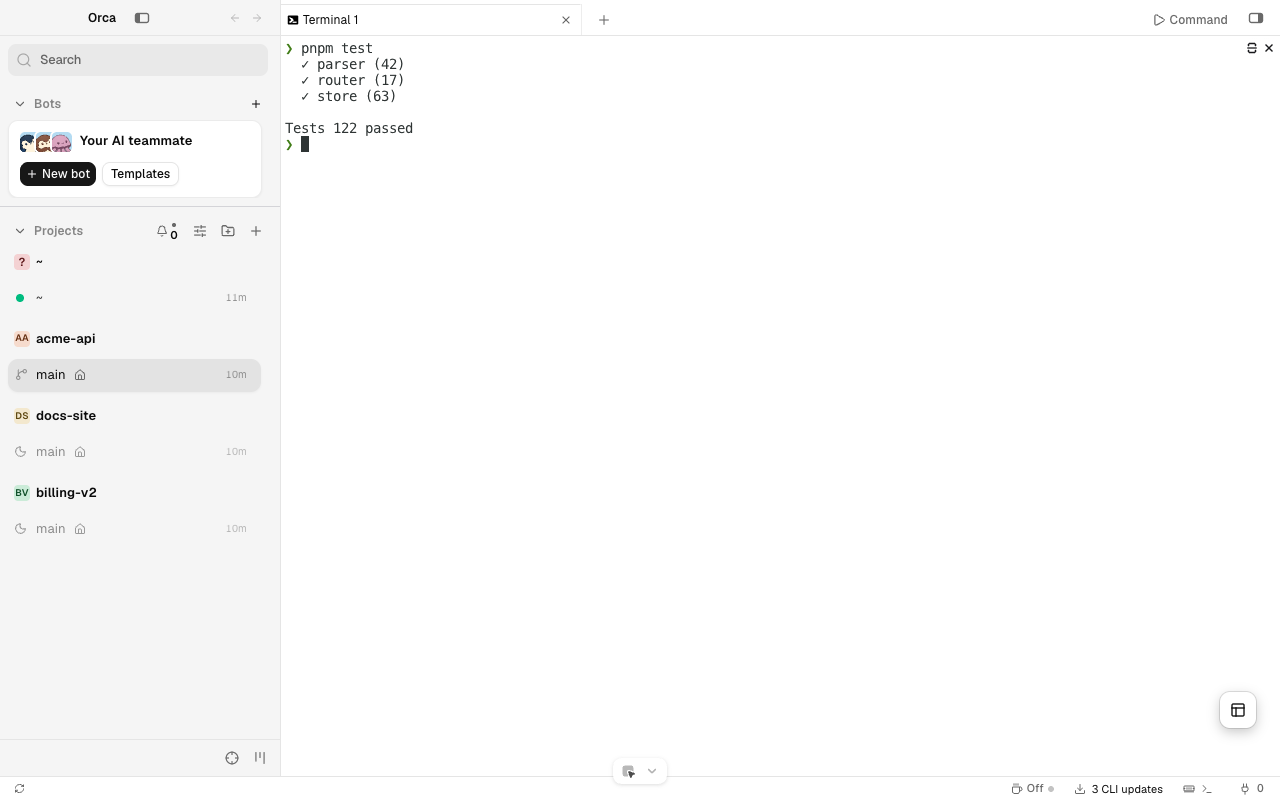 Orca
Terminal 1
Command
Search
Bots
Your AI teammate
New bot
Templates
Projects
0
? ~
~ 11m
AA acme-api
main 10m
DS docs-site
main 10m
BV billing-v2
main 10m
❯ pnpm test
✓ parser (42)
✓ router (17)
✓ store (63)
Tests 122 passed
❯
Off
3 CLI updates
0